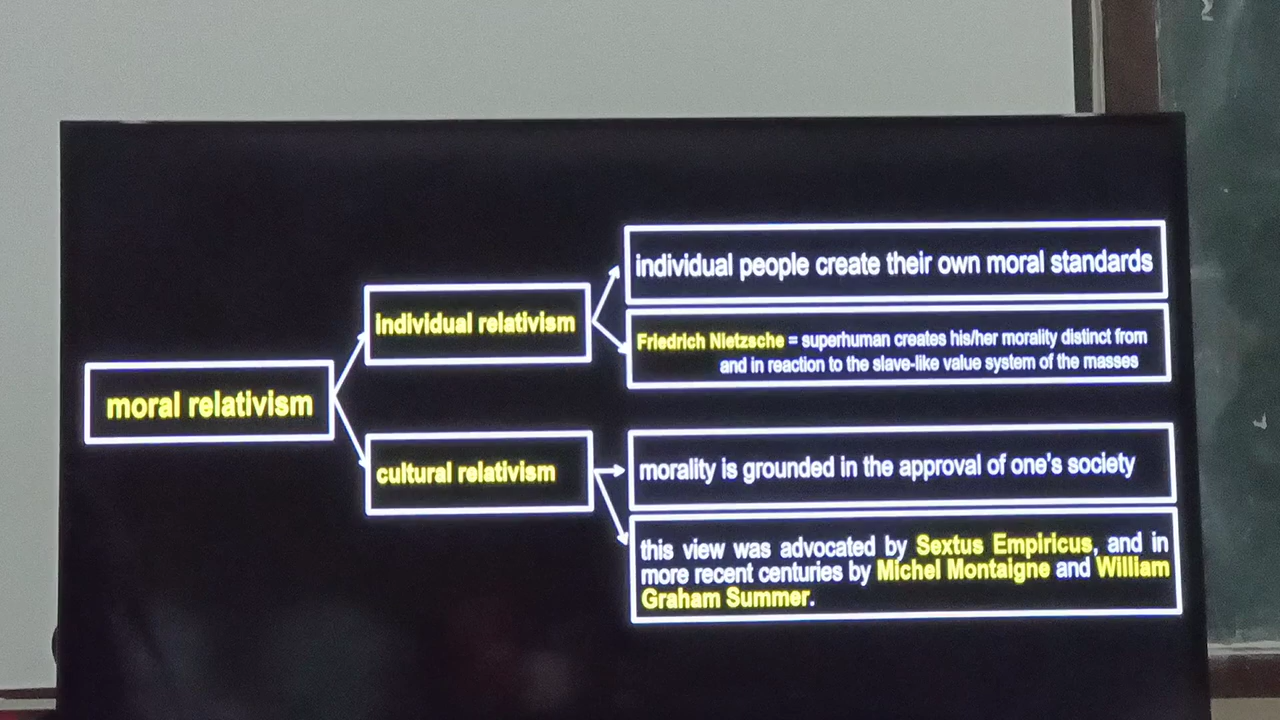 moral relativism
individual relativism
individual people create their own moral standards
Friedrich Nietzsche = superhuman creates his/her morality distinct from
and in reaction to the slave-like value system of the masses
cultural relativism
morality is grounded in the approval of one's society
this view was advocated by Sextus Empiricus, and in
more recent centuries by Michel Montaigne and William
Graham Summer.